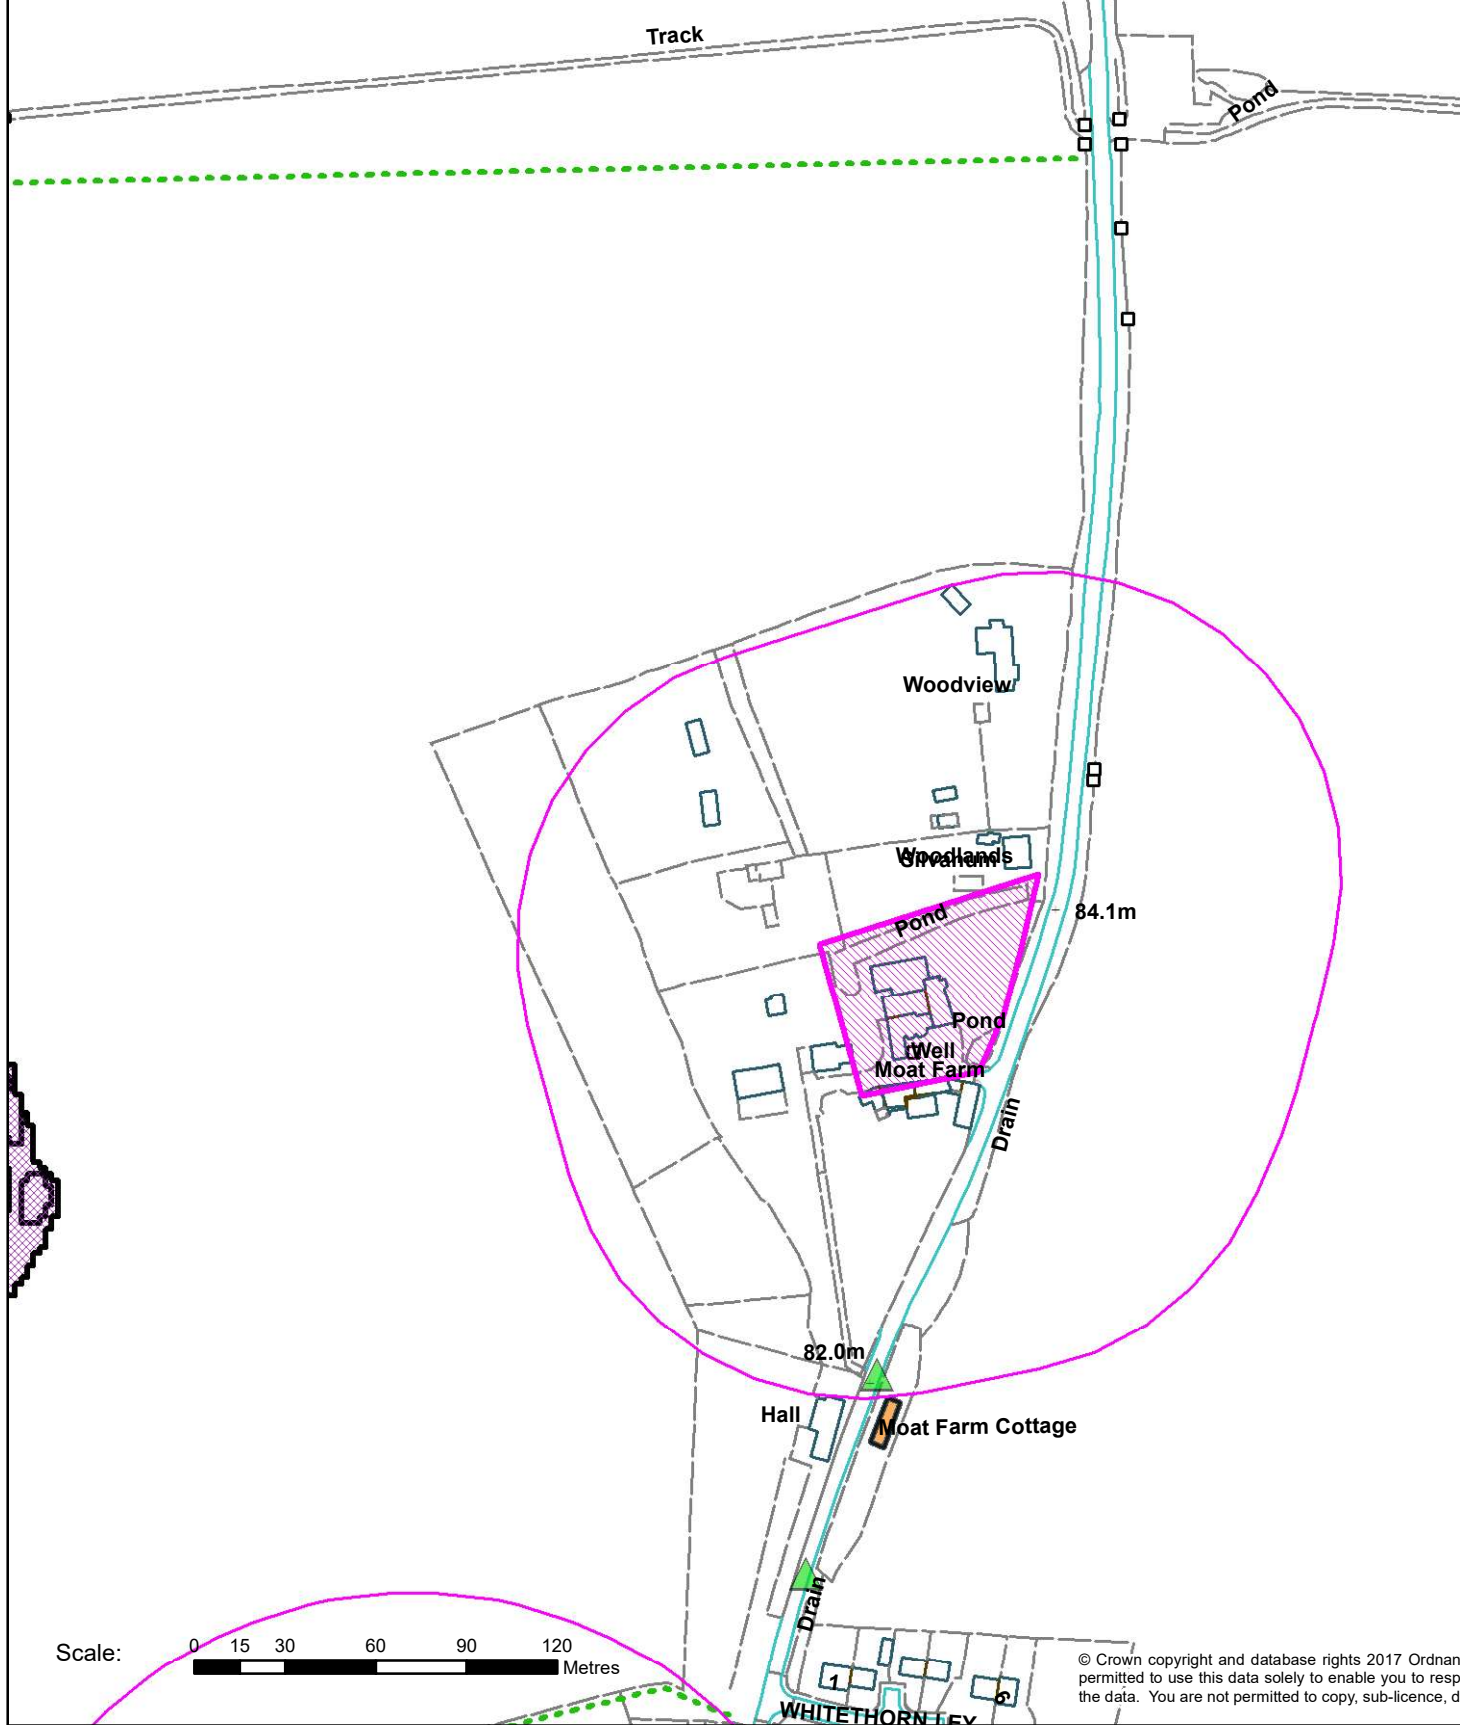 Track
Pond
Woodview
Woodlands
Silvanum
Pond
84.1m
Pond
Well
Moat Farm
Drain
82.0m
Hall
Moat Farm Cottage
Drain
Scale:
0 15 30 60 90 120
Metres
1
6
WHITETHORN LEY
© Crown copyright and database rights 2017 Ordnan
permitted to use this data solely to enable you to resp
the data. You are not permitted to copy, sub-licence, d